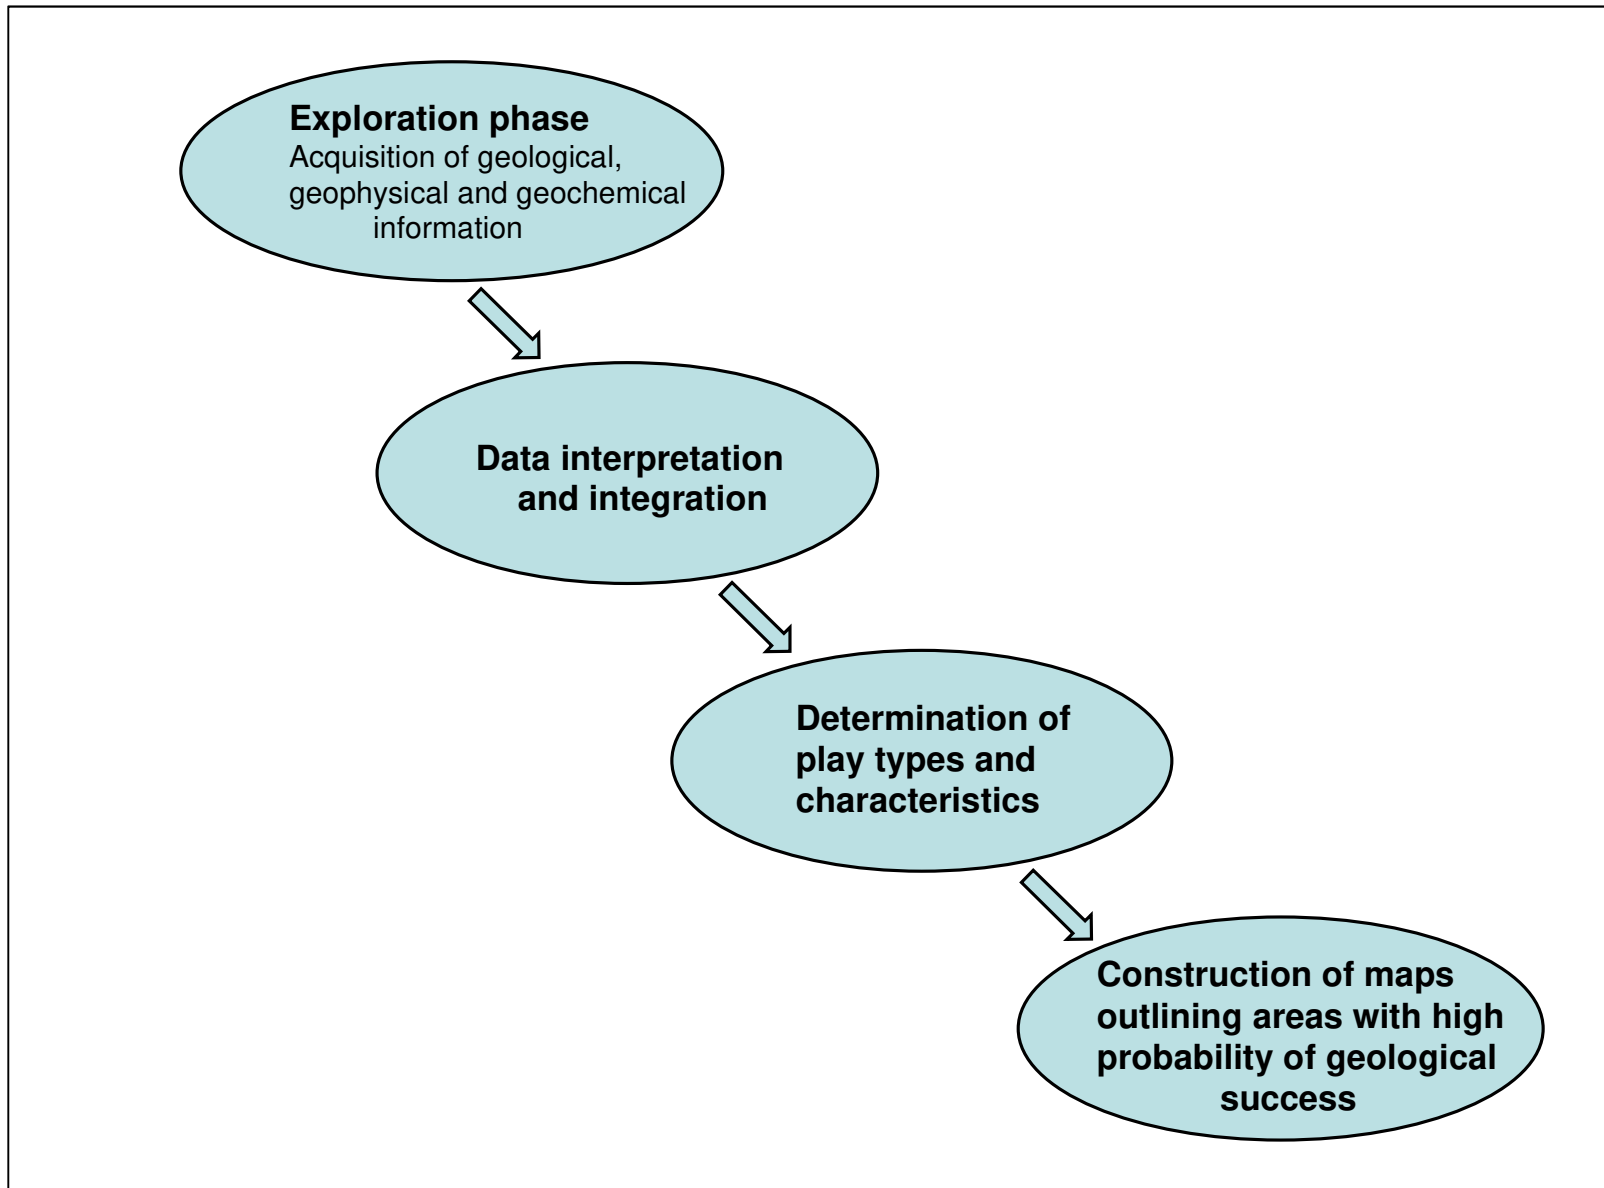 Exploration phase
Acquisition of geological,
geophysical and geochemical
information
Data interpretation
and integration
Determination of
play types and
characteristics
Construction of maps
outlining areas with high
probability of geological
success